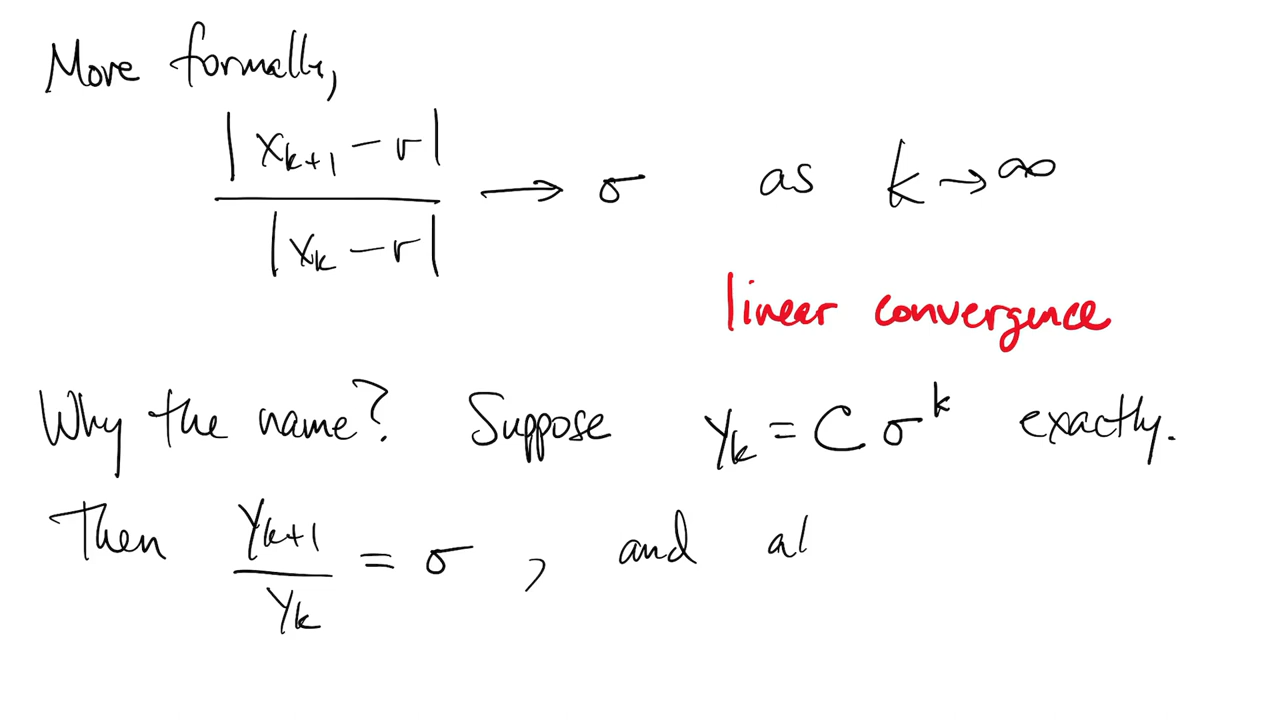 More formally,
|x_{k+1} − r| / |x_k − r| → σ as k → ∞
linear convergence
Why the name? Suppose y_k = C σ^k exactly.
Then y_{k+1} / y_k = σ , and al